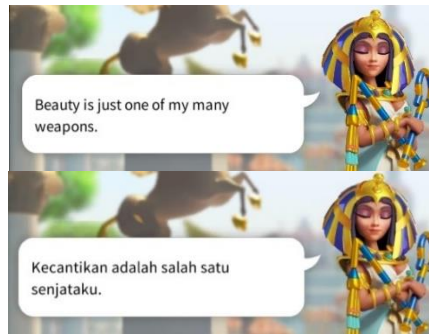 Beauty is just one of my many
weapons.
Kecantikan adalah salah satu
senjataku.